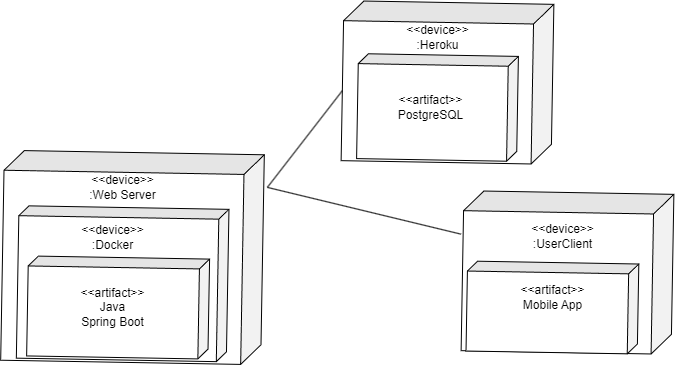 <<device>>
:Heroku
<<artifact>>
PostgreSQL
<<device>>
:Web Server
<<device>>
:Docker
<<artifact>>
Java
Spring Boot
<<device>>
:UserClient
<<artifact>>
Mobile App